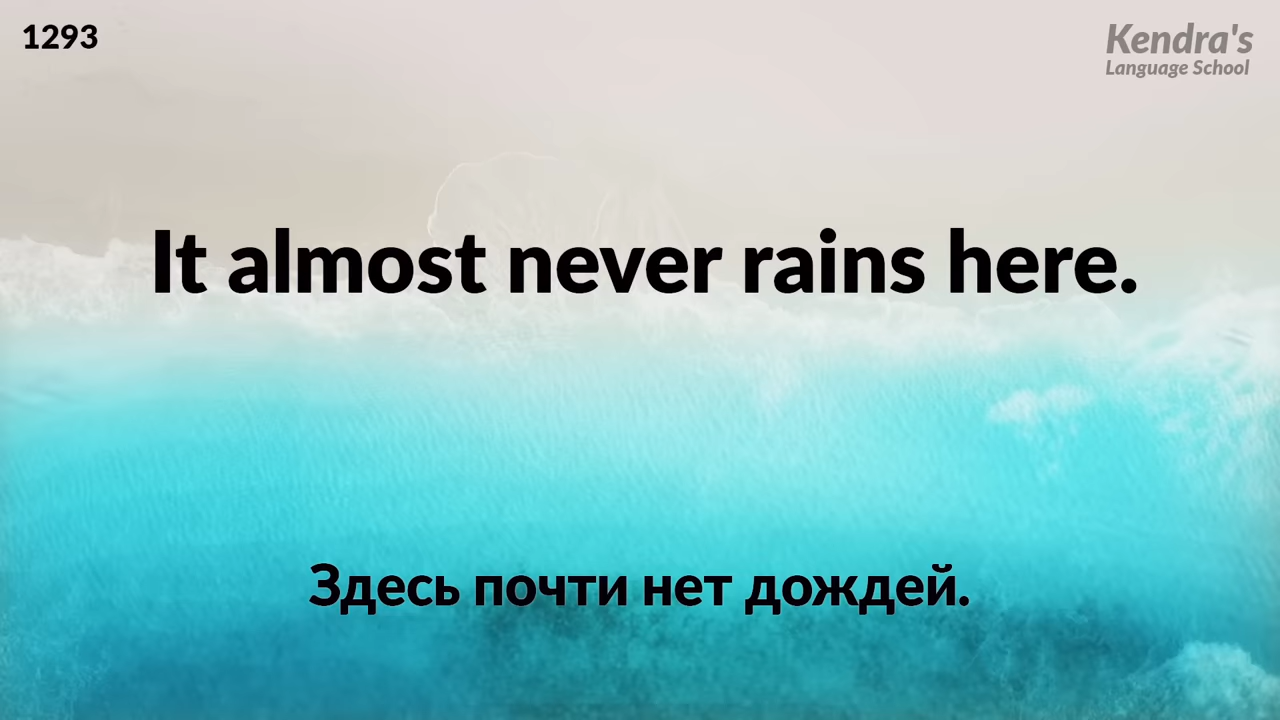 1293
Kendra's
Language School
It almost never rains here.
Здесь почти нет дождей.